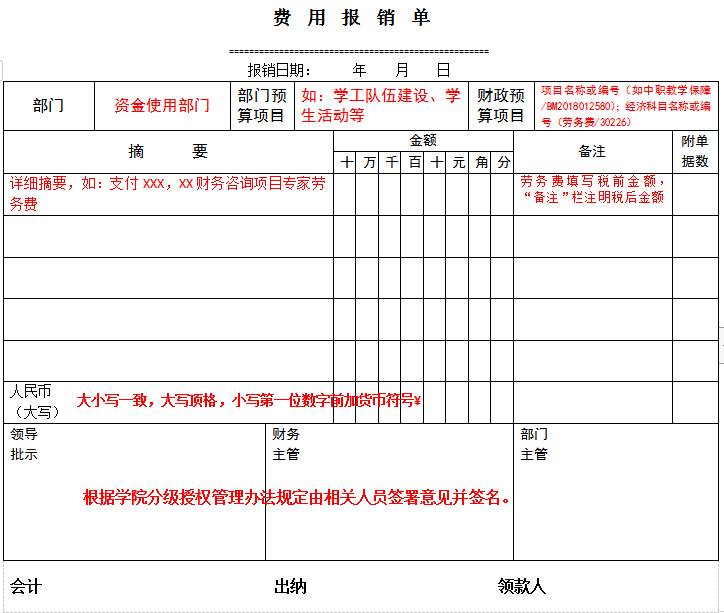 费 用 报 销 单
====================================================
报销日期： 年 月 日
部门 资金使用部门 部门预算项目 如：学工队伍建设、学生活动等 财政预算项目 项目名称或编号（如中职教学保障/BM2018012580）；经济科目名称或编号（劳务费/30226）
摘 要 金额 备注 附单据数
十 万 千 百 十 元 角 分
详细摘要，如：支付 XXX，XX 财务咨询项目专家劳务费 劳务费填写税前金额，“备注”栏注明税后金额
人民币（大写） 大小写一致，大写顶格，小写第一位数字前加货币符号¥
领导批示 财务主管 部门主管
根据学院分级授权管理办法规定由相关人员签署意见并签名。
会计 出纳 领款人